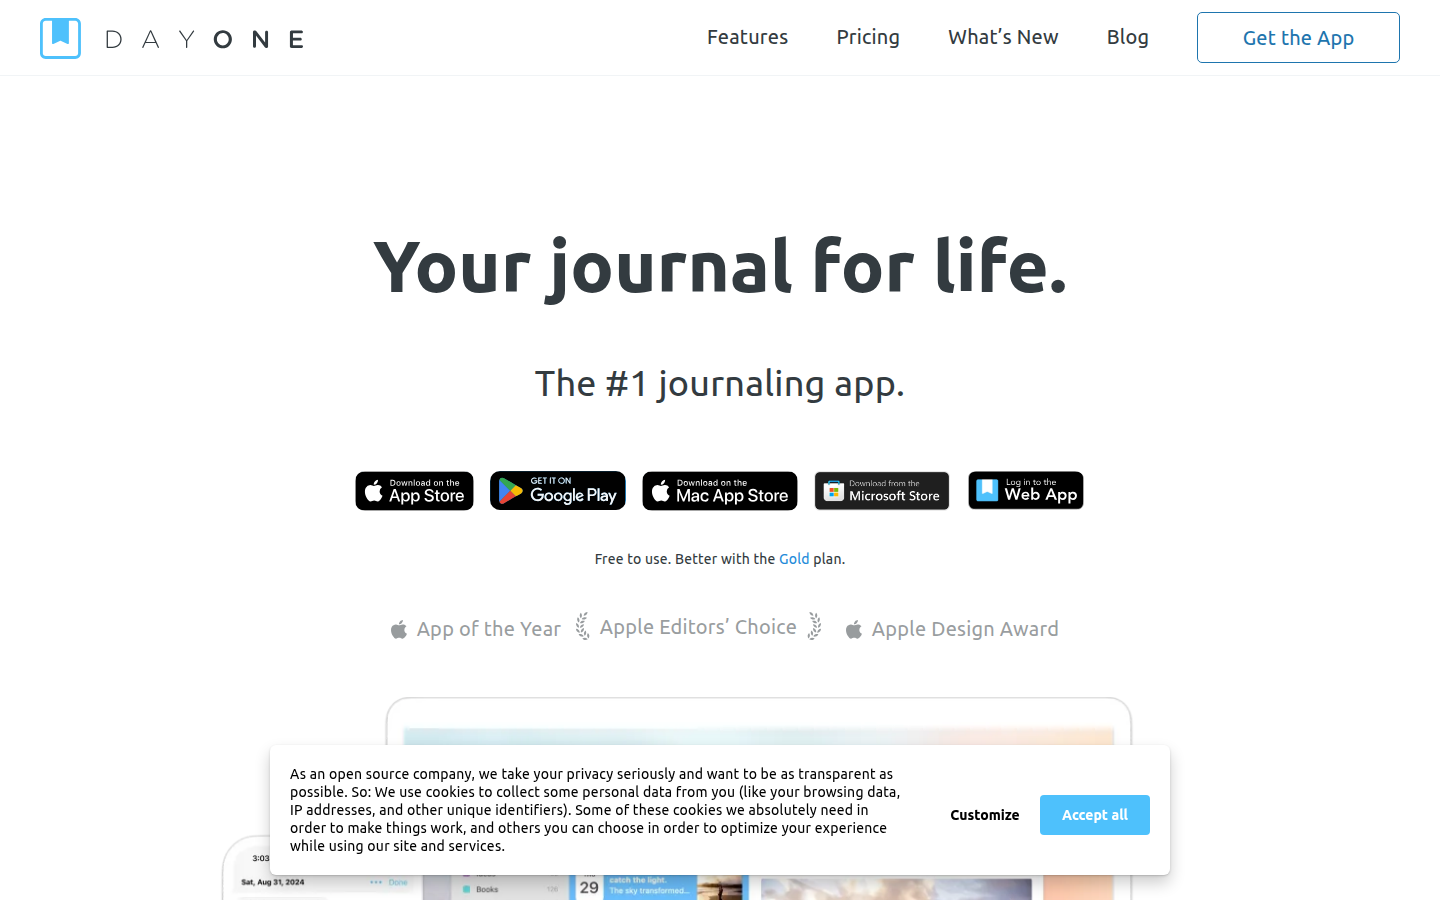 DAY ONE
Features
Pricing
What's New
Blog
Get the App
Your journal for life.
The #1 journaling app.
Download on the
App Store
GET IT ON
Google Play
Download on the
Mac App Store
Download from the
Microsoft Store
Log in to the
Web App
Free to use. Better with the Gold plan.
App of the Year
Apple Editors' Choice
Apple Design Award
As an open source company, we take your privacy seriously and want to be as transparent as
possible. So: We use cookies to collect some personal data from you (like your browsing data,
IP addresses, and other unique identifiers). Some of these cookies we absolutely need in
order to make things work, and others you can choose in order to optimize your experience
while using our site and services.
Customize
Accept all
3:03
Sat, Aug 31, 2024
Done
Books
126
29
catch the light.
The sky transformed...